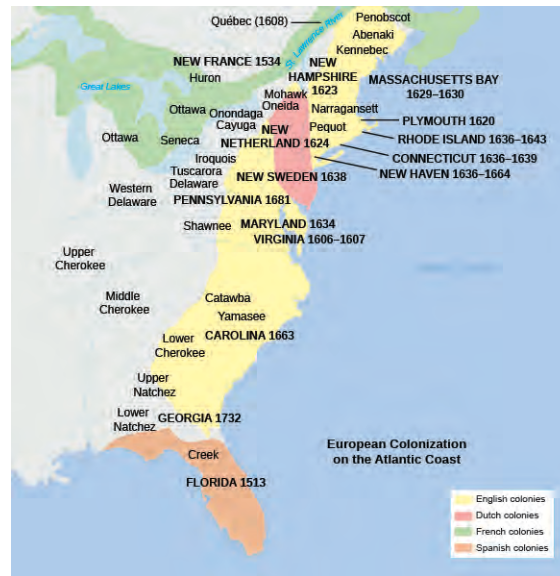 Québec (1608)
St. Lawrence River
Penobscot
Abenaki
Kennebec
NEW FRANCE 1534
NEW
HAMPSHIRE
1623
Huron
Great Lakes
MASSACHUSETTS BAY
1629–1630
Mohawk
Oneida
Ottawa
Onondaga
Cayuga
Narragansett
PLYMOUTH 1620
NEW
NETHERLAND 1624
Pequot
RHODE ISLAND 1636–1643
Ottawa
Seneca
CONNECTICUT 1636–1639
Iroquois
NEW HAVEN 1636–1664
Tuscarora
Delaware
NEW SWEDEN 1638
Western
Delaware
PENNSYLVANIA 1681
Shawnee
MARYLAND 1634
VIRGINIA 1606–1607
Upper
Cherokee
Middle
Cherokee
Catawba
Yamasee
CAROLINA 1663
Lower
Cherokee
Upper
Natchez
Lower
Natchez
GEORGIA 1732
Creek
FLORIDA 1513
European Colonization
on the Atlantic Coast
English colonies
Dutch colonies
French colonies
Spanish colonies